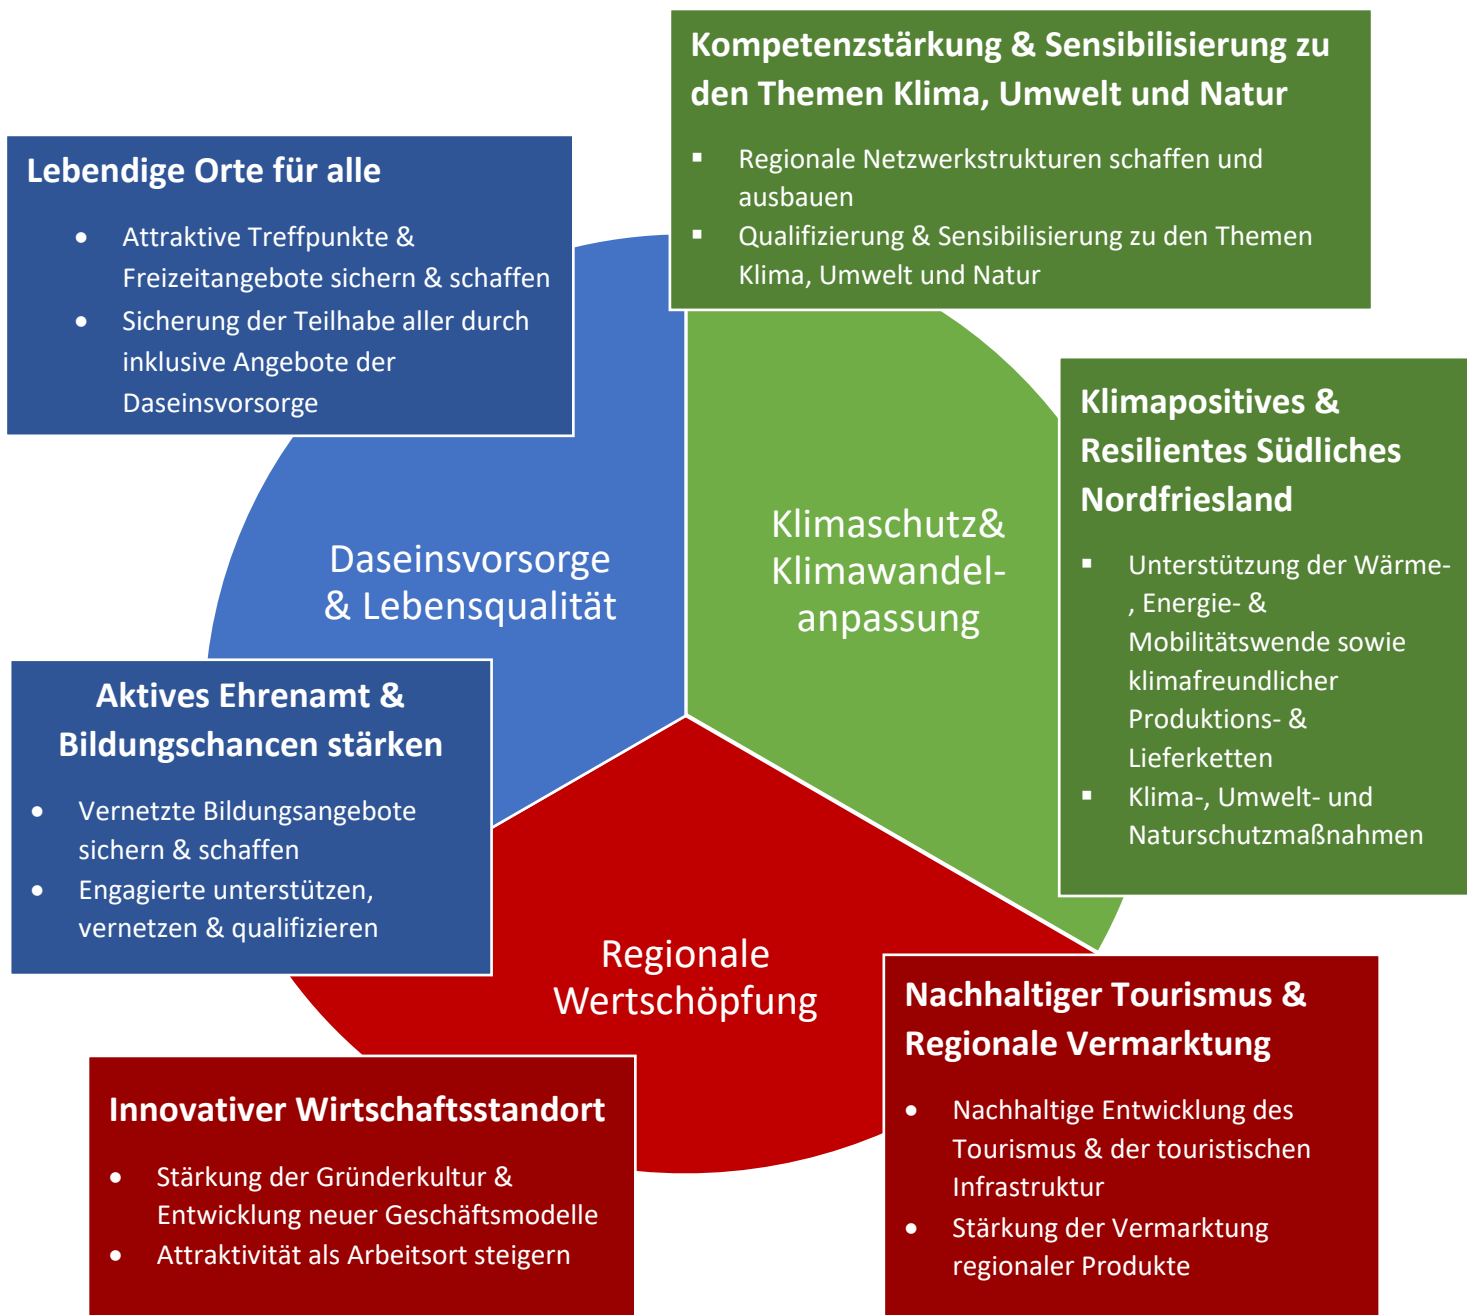 Kompetenzstärkung & Sensibilisierung zu
den Themen Klima, Umwelt und Natur
▪ Regionale Netzwerkstrukturen schaffen und
ausbauen
▪ Qualifizierung & Sensibilisierung zu den Themen
Klima, Umwelt und Natur
Lebendige Orte für alle
• Attraktive Treffpunkte &
Freizeitangebote sichern & schaffen
• Sicherung der Teilhabe aller durch
inklusive Angebote der
Daseinsvorsorge
Klimapositives &
Resilientes Südliches
Nordfriesland
▪ Unterstützung der Wärme-
, Energie- &
Mobilitätswende sowie
klimafreundlicher
Produktions- &
Lieferketten
▪ Klima-, Umwelt- und
Naturschutzmaßnahmen
Daseinsvorsorge
& Lebensqualität
Klimaschutz&
Klimawandel-
anpassung
Aktives Ehrenamt &
Bildungschancen stärken
• Vernetzte Bildungsangebote
sichern & schaffen
• Engagierte unterstützen,
vernetzen & qualifizieren
Regionale
Wertschöpfung
Nachhaltiger Tourismus &
Regionale Vermarktung
• Nachhaltige Entwicklung des
Tourismus & der touristischen
Infrastruktur
• Stärkung der Vermarktung
regionaler Produkte
Innovativer Wirtschaftsstandort
• Stärkung der Gründerkultur &
Entwicklung neuer Geschäftsmodelle
• Attraktivität als Arbeitsort steigern